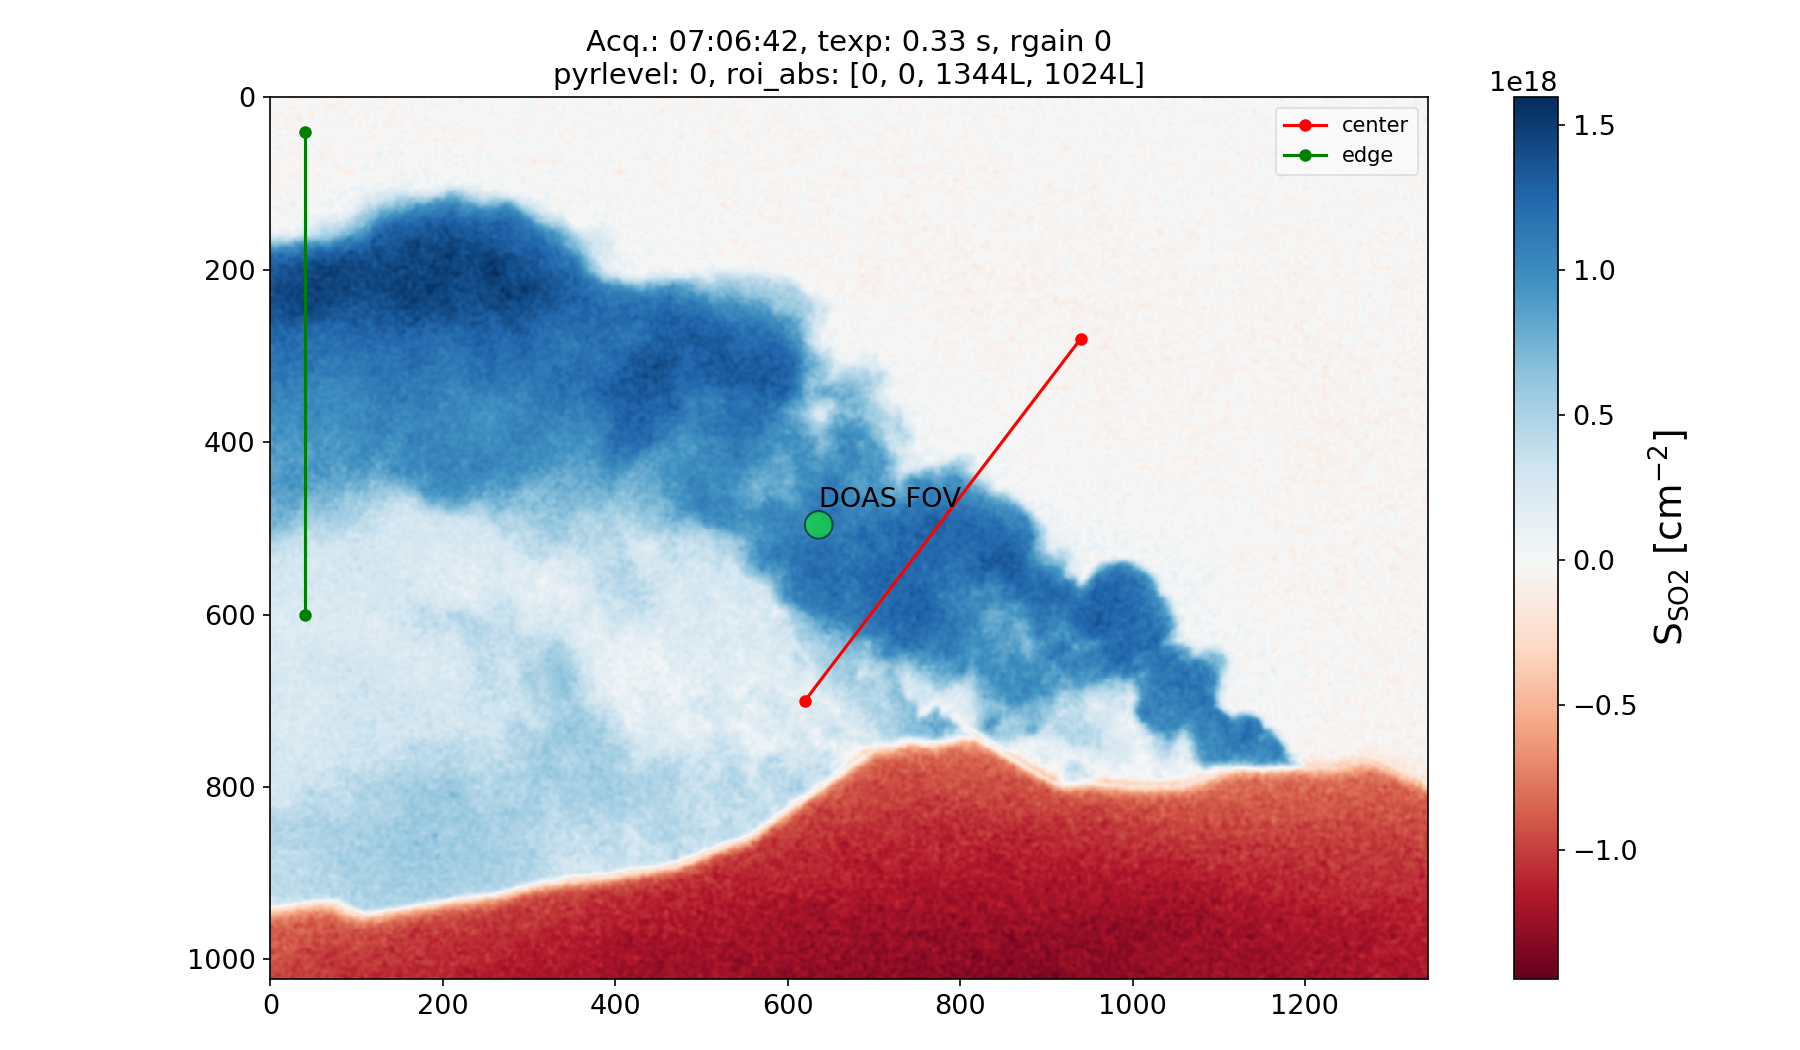 Acq.: 07:06:42, texp: 0.33 s, rgain 0
pyrlevel: 0, roi_abs: [0, 0, 1344L, 1024L]
1e18
center
edge
DOAS FOV
0
200
400
600
800
1000
0
200
400
600
800
1000
1200
1.5
1.0
0.5
0.0
−0.5
−1.0
S_SO2 [cm⁻²]